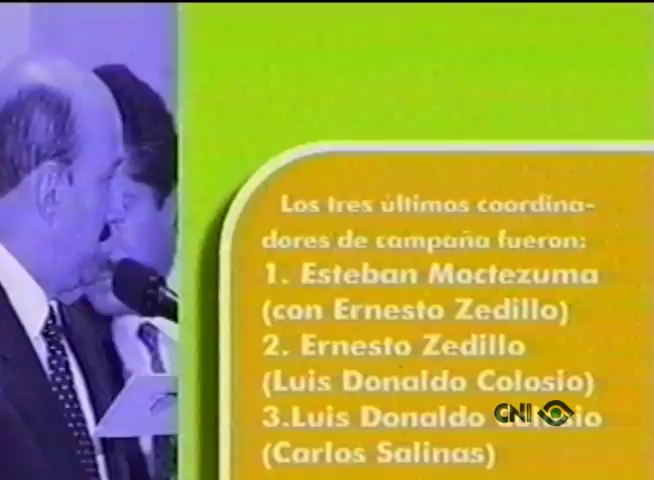 Los tres últimos coordina-
dores de campaña fueron:
1. Esteban Moctezuma
(con Ernesto Zedillo)
2. Ernesto Zedillo
(Luis Donaldo Colosio)
3.Luis Donaldo
CNI
(Carlos Salinas)